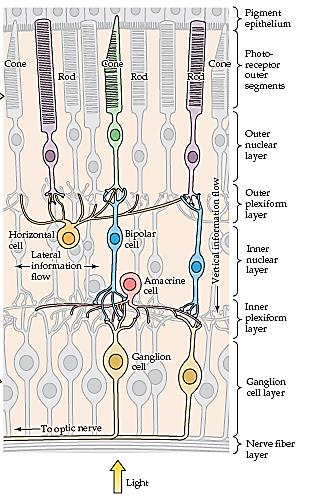 Pigment
epithelium
Cone
Rod
Cone
Rod
Rod
Cone
Photo-
receptor
outer
segments
Outer
nuclear
layer
Outer
plexiform
layer
Horizontal
cell
Bipolar
cell
Lateral
information
flow
Vertical information flow
Inner
nuclear
layer
Amacrine
cell
Inner
plexiform
layer
Ganglion
cell
Ganglion
cell layer
To optic nerve
Nerve fiber
layer
Light